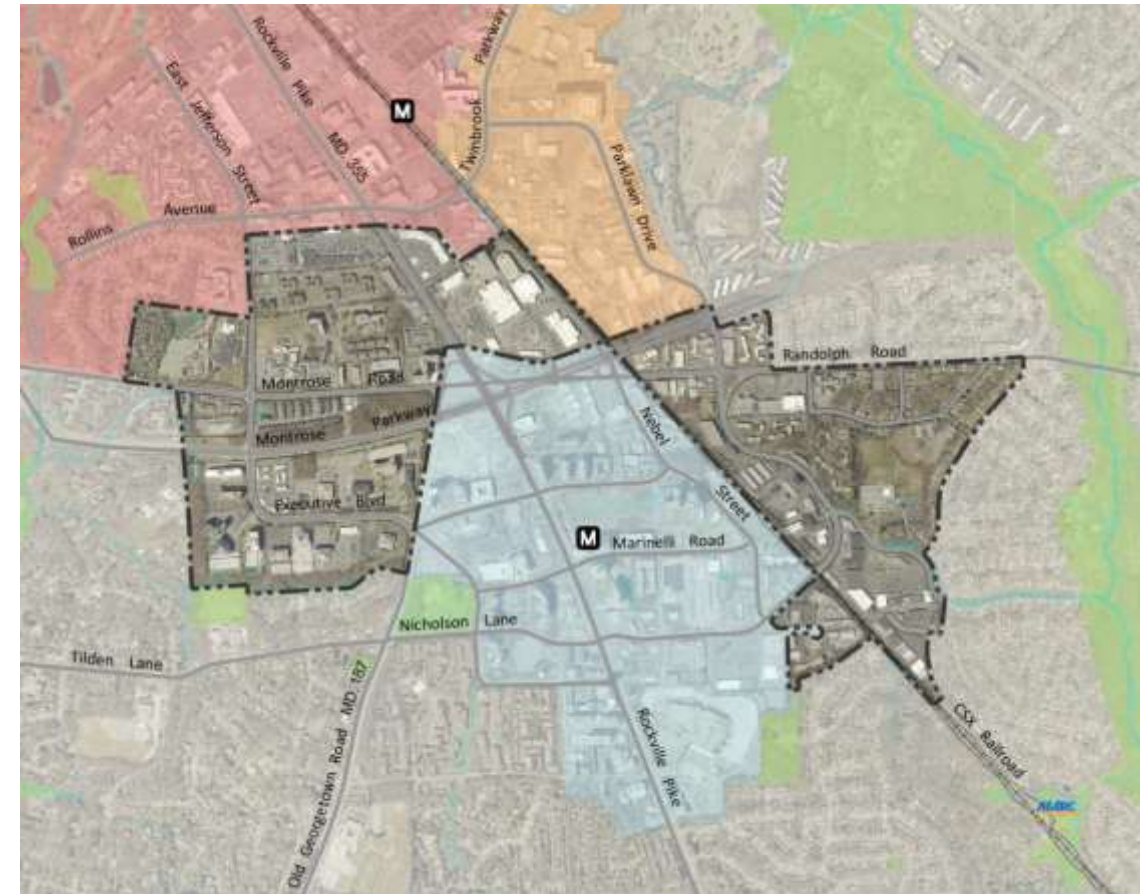 Rockville Pike MD 355
East Jefferson Street
Twinbrook Parkway
M
Parklawn Drive
Rollins Avenue
Randolph Road
Montrose Road
Montrose Parkway
Nebel Street
Executive Blvd
M
Marinelli Road
Nicholson Lane
Tilden Lane
Old Georgetown Road MD 187
Rockville Pike
CSX Railroad
MARC